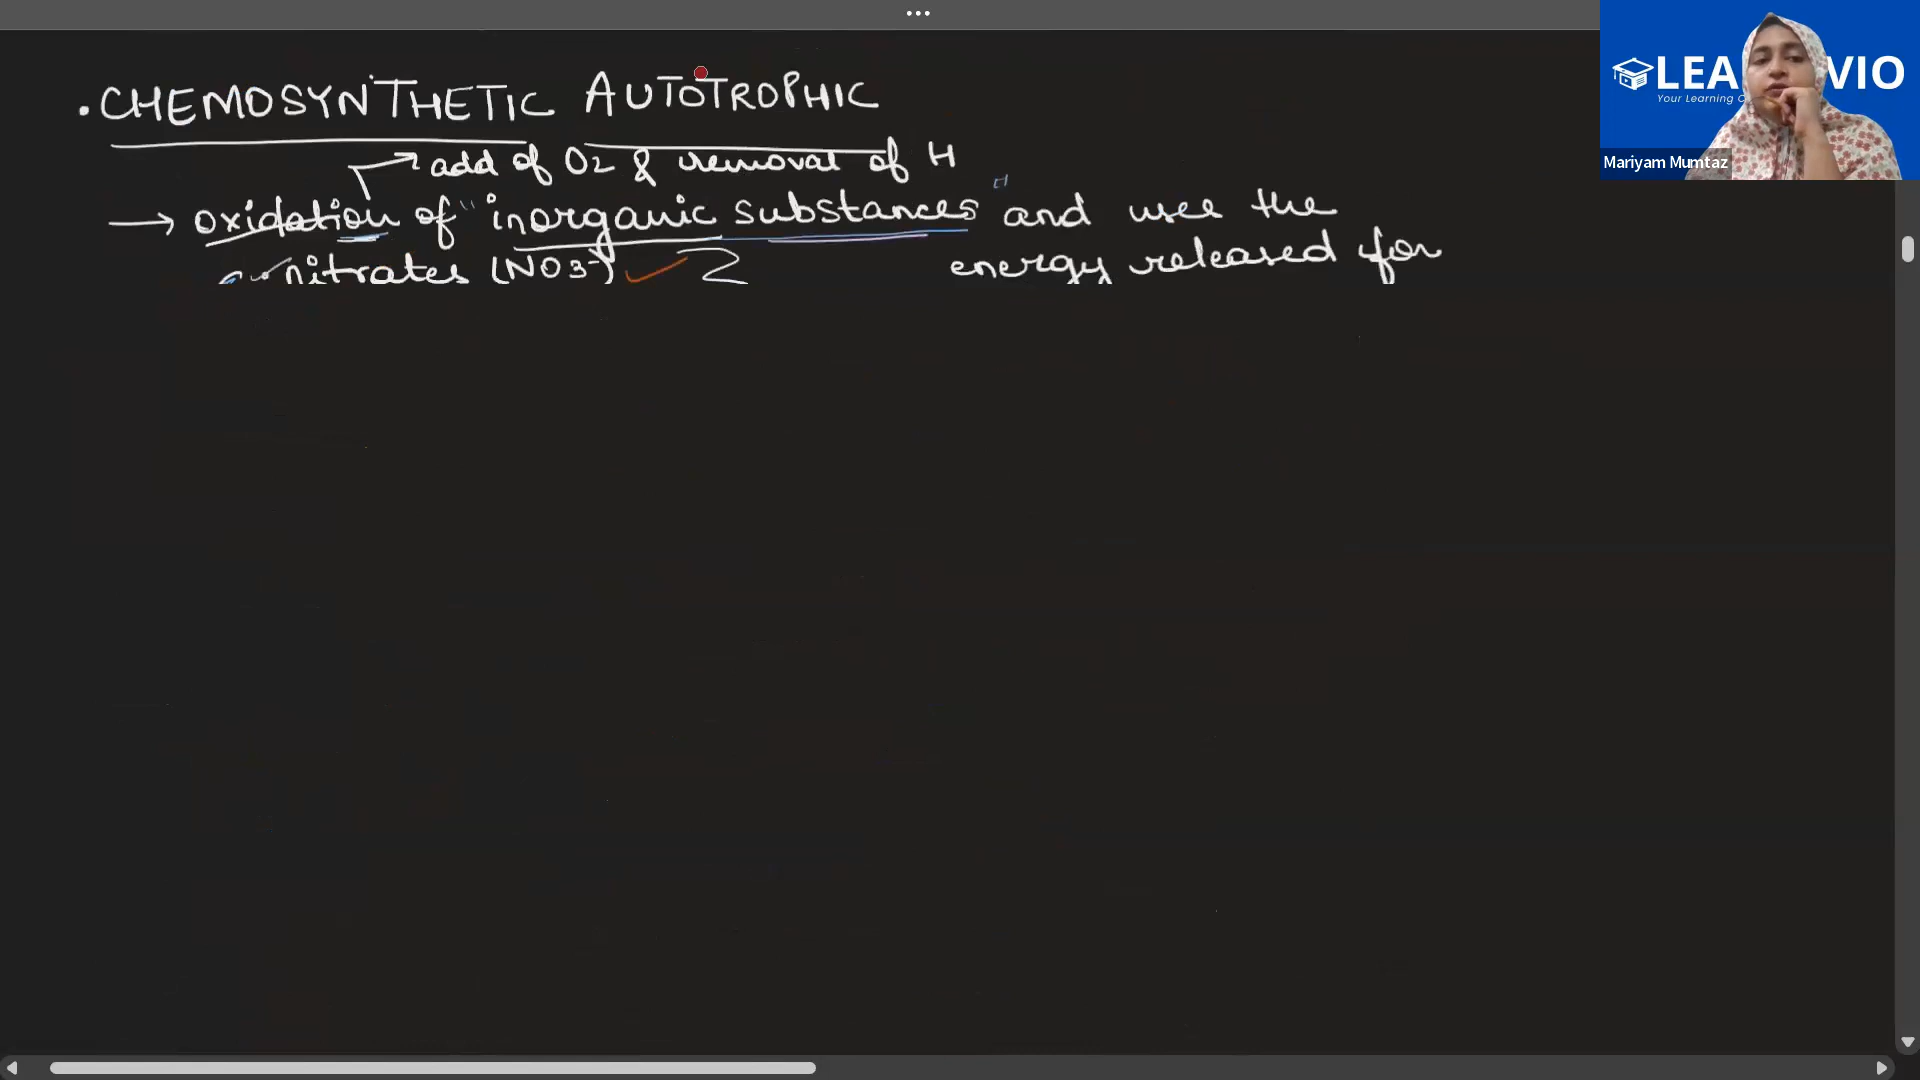 ...
LEA VIO
Your Learning C
Mariyam Mumtaz
. CHEMOSYNTHETIC AUTOTROPHIC
→ add of O2 & removal of H
→ oxidation of "inorganic substances" and use the
nitrates (NO3-) ✓ energy released for